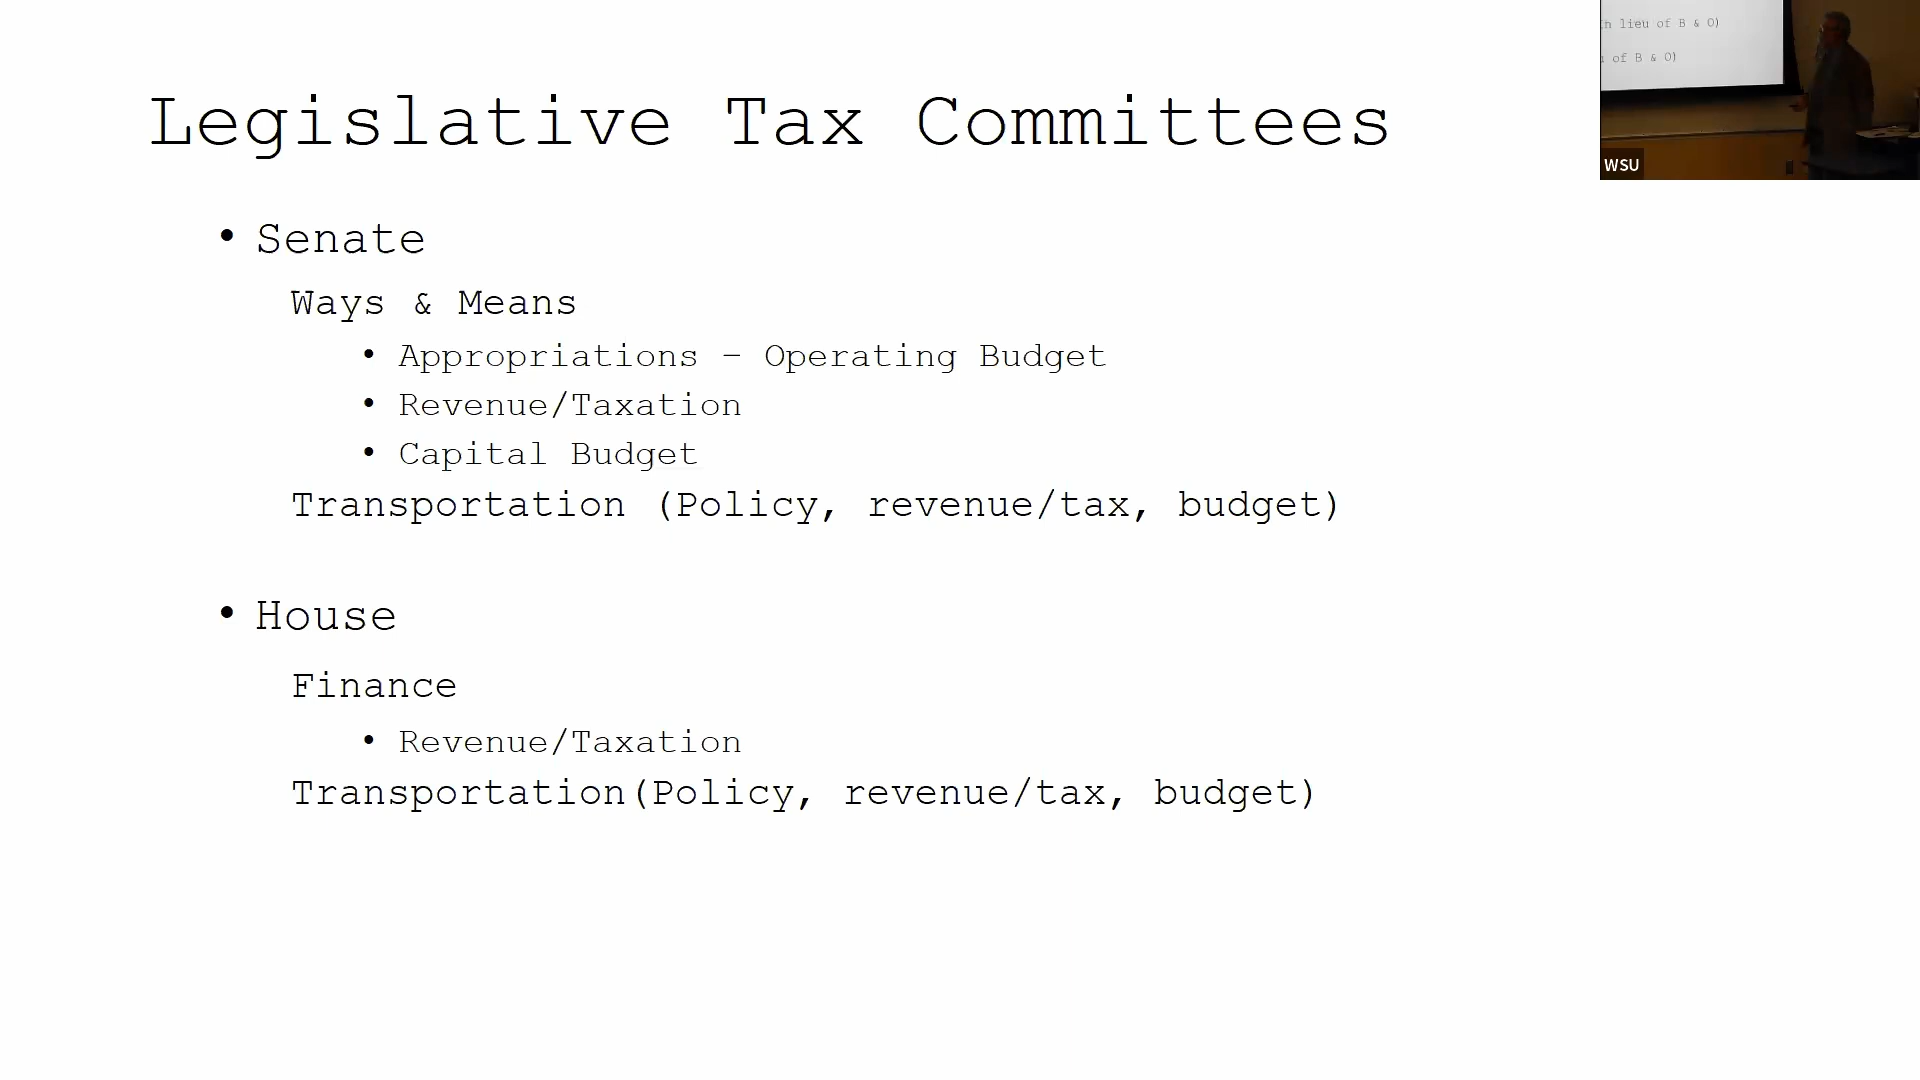 Legislative Tax Committees
• Senate
Ways & Means
• Appropriations – Operating Budget
• Revenue/Taxation
• Capital Budget
Transportation (Policy, revenue/tax, budget)
• House
Finance
• Revenue/Taxation
Transportation(Policy, revenue/tax, budget)
lieu of B & O)
of B & O)
WSU